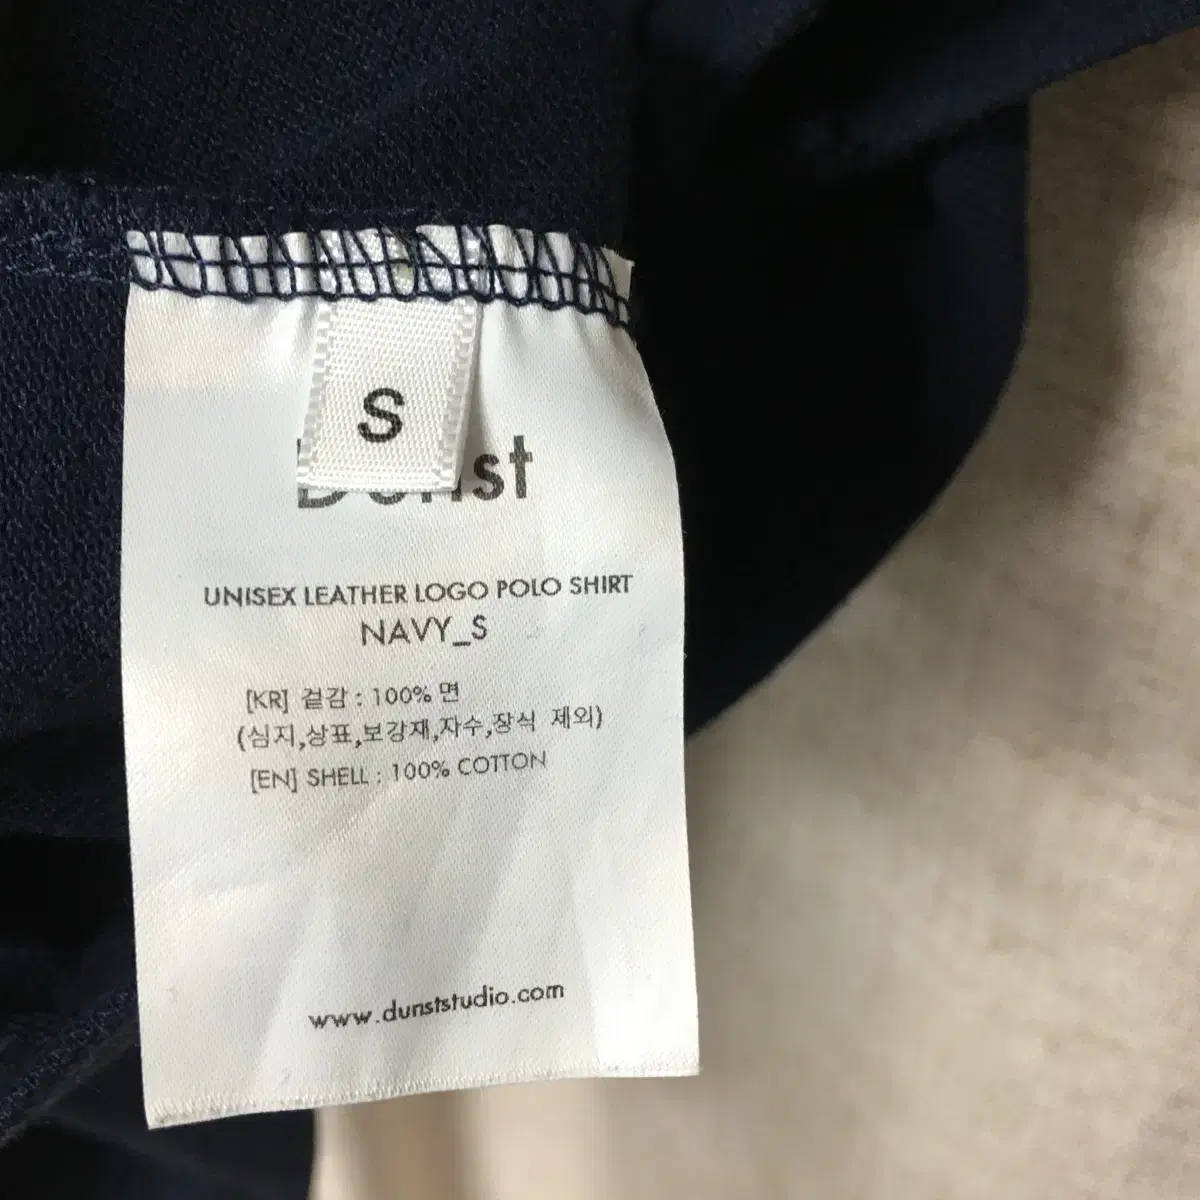 S
Dunst
UNISEX LEATHER LOGO POLO SHIRT
NAVY_S
[KR] 겉감 : 100% 면
(심지,상표,보강재,자수,장식 제외)
[EN] SHELL : 100% COTTON
www.dunststudio.com